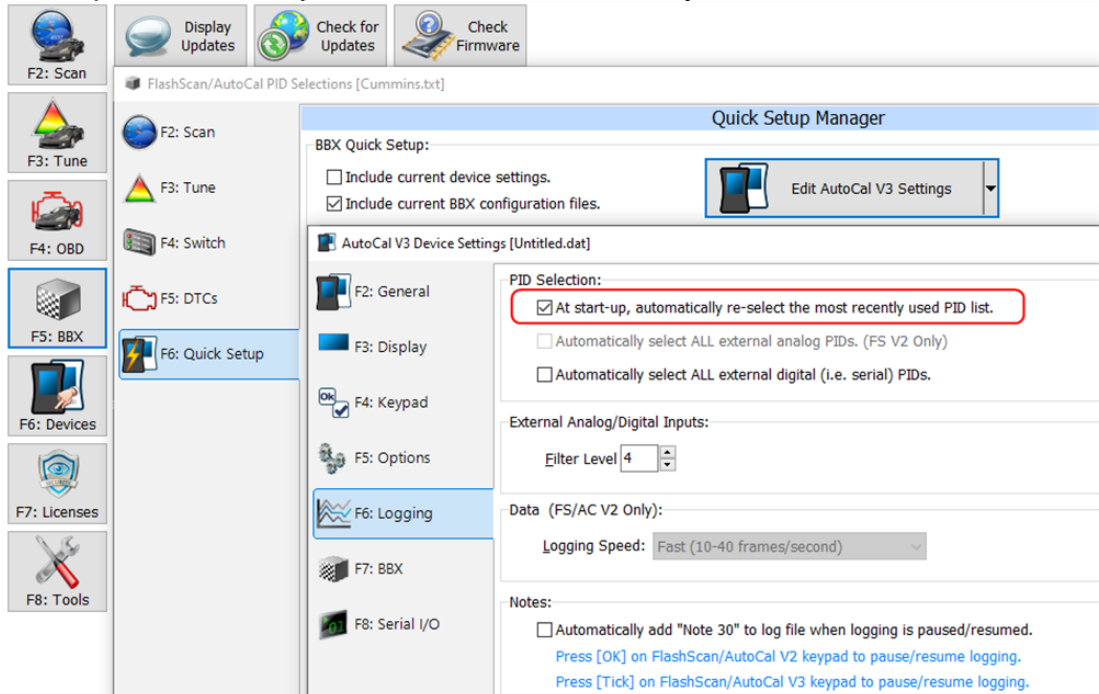 Display
Updates
Check for
Updates
Check
Firmware
F2: Scan
F3: Tune
F4: OBD
F5: BBX
F6: Devices
F7: Licenses
F8: Tools
FlashScan/AutoCal PID Selections [Cummins.txt]
F2: Scan
F3: Tune
F4: Switch
F5: DTCs
F6: Quick Setup
Quick Setup Manager
BBX Quick Setup:
Include current device settings.
Include current BBX configuration files.
Edit AutoCal V3 Settings
AutoCal V3 Device Settings [Untitled.dat]
F2: General
F3: Display
Ok
F4: Keypad
F5: Options
F6: Logging
F7: BBX
F8: Serial I/O
PID Selection:
At start-up, automatically re-select the most recently used PID list.
Automatically select ALL external analog PIDs. (FS V2 Only)
Automatically select ALL external digital (i.e. serial) PIDs.
External Analog/Digital Inputs:
Filter Level 4
Data (FS/AC V2 Only):
Logging Speed: Fast (10-40 frames/second)
Notes:
Automatically add "Note 30" to log file when logging is paused/resumed.
Press [OK] on FlashScan/AutoCal V2 keypad to pause/resume logging.
Press [Tick] on FlashScan/AutoCal V3 keypad to pause/resume logging.